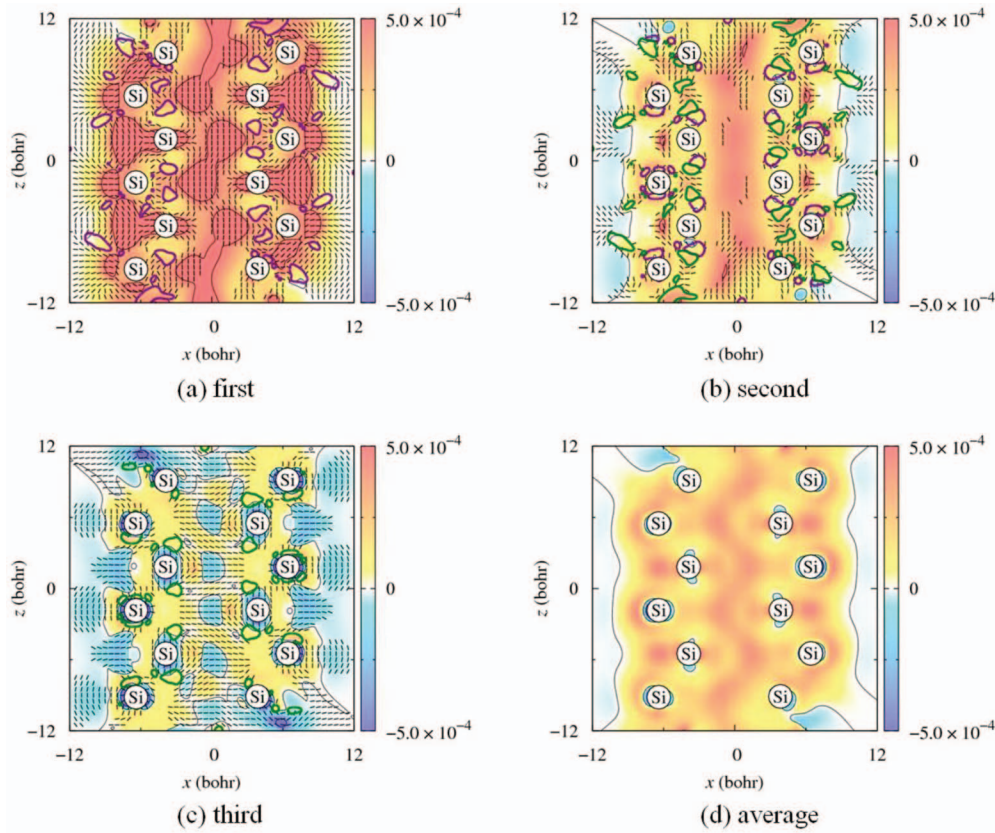 12
5.0 × 10⁻⁴
Si Si
Si Si
Si Si
z (bohr)
0
0
Si Si
Si Si
Si Si
−12
−5.0 × 10⁻⁴
−12 0 12
x (bohr)
(a) first
12
5.0 × 10⁻⁴
Si Si
Si Si
Si Si
z (bohr)
0
0
Si Si
Si Si
Si Si
−12
−5.0 × 10⁻⁴
−12 0 12
x (bohr)
(b) second
12
5.0 × 10⁻⁴
Si Si
Si Si
Si Si
z (bohr)
0
0
Si Si
Si Si
Si Si
−12
−5.0 × 10⁻⁴
−12 0 12
x (bohr)
(c) third
12
5.0 × 10⁻⁴
Si Si
Si Si
Si Si
z (bohr)
0
0
Si Si
Si Si
Si Si
−12
−5.0 × 10⁻⁴
−12 0 12
x (bohr)
(d) average